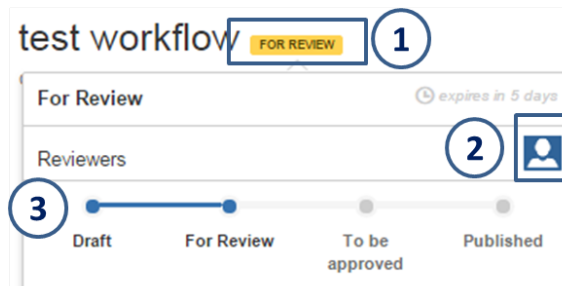 test workflow FOR REVIEW 1
For Review expires in 5 days
Reviewers 2
3
Draft For Review To be approved Published